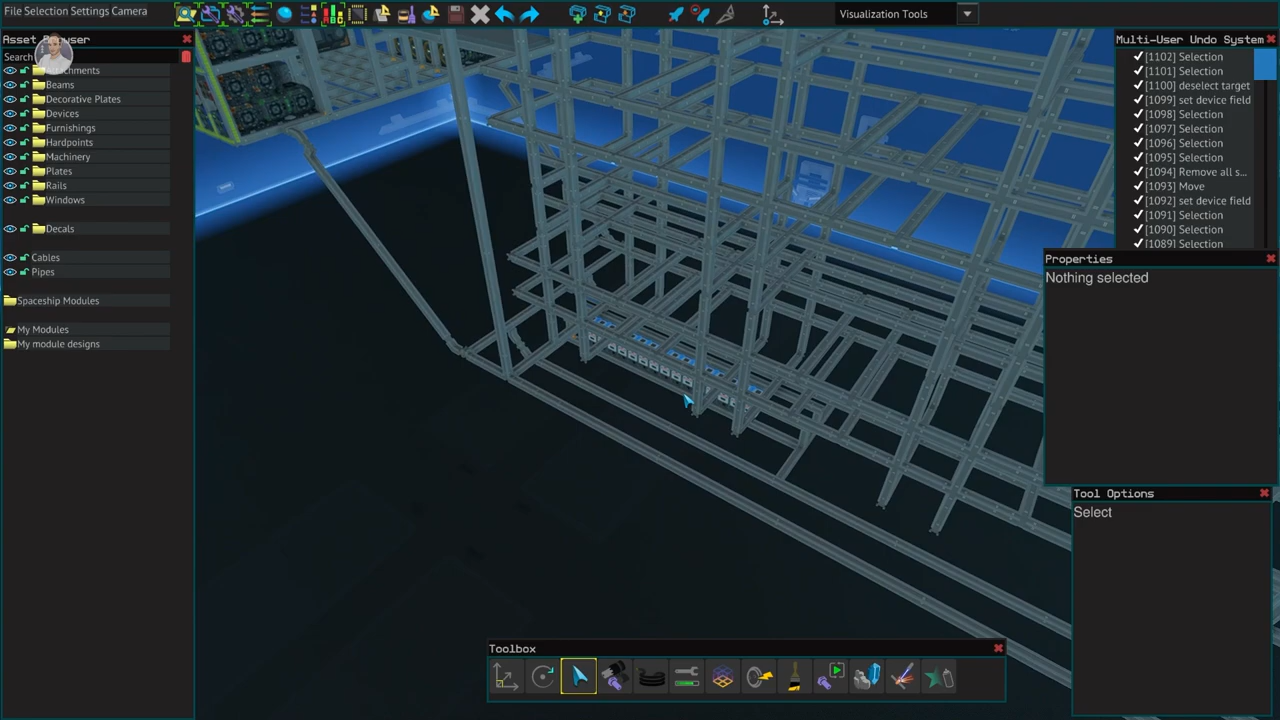 File Selection Settings Camera
Visualization Tools
Asset Browser
Search
Attachments
Beams
Decorative Plates
Devices
Furnishings
Hardpoints
Machinery
Plates
Rails
Windows
Decals
Cables
Pipes
Spaceship Modules
My Modules
My module designs
Multi-User Undo System
[1102] Selection
[1101] Selection
[1100] deselect target
[1099] set device field
[1098] Selection
[1097] Selection
[1096] Selection
[1095] Selection
[1094] Remove all s...
[1093] Move
[1092] set device field
[1091] Selection
[1090] Selection
[1089] Selection
Properties
Nothing selected
Tool Options
Select
Toolbox